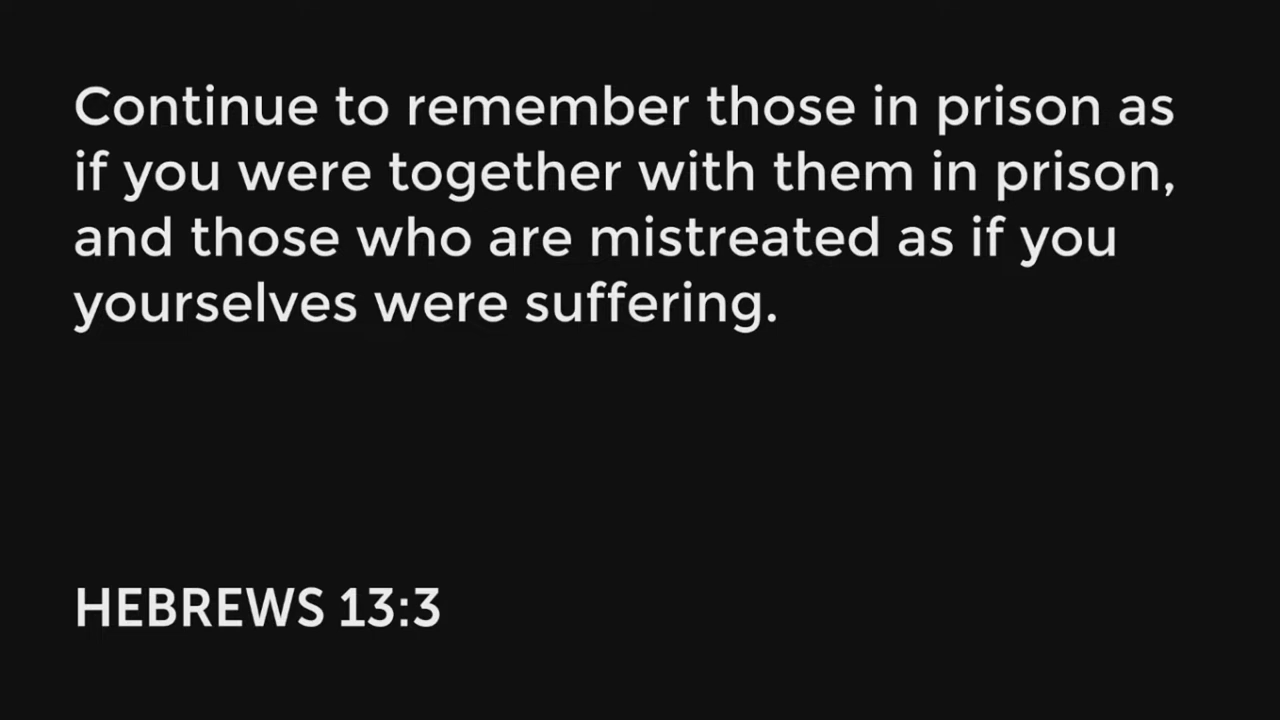 Continue to remember those in prison as
if you were together with them in prison,
and those who are mistreated as if you
yourselves were suffering.
HEBREWS 13:3